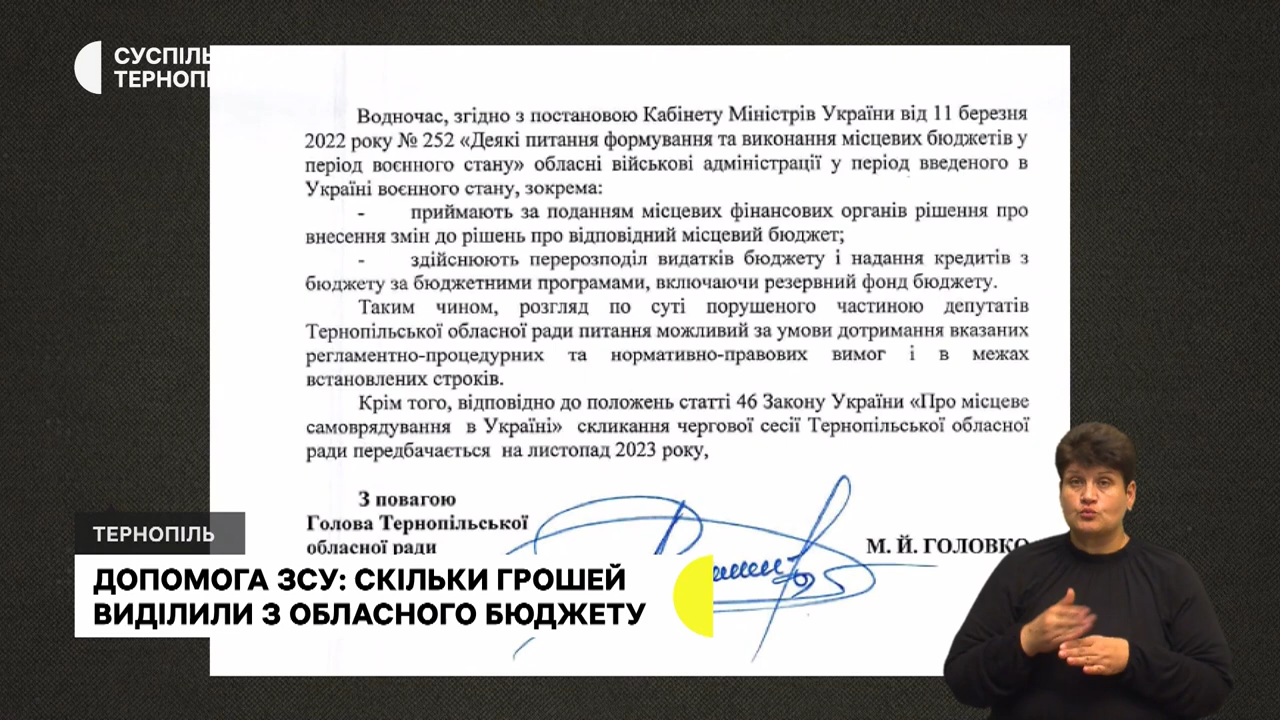 СУСПІЛЬ
ТЕРНОПІ
Водночас, згідно з постановою Кабінету Міністрів України від 11 березня
2022 року № 252 «Деякі питання формування та виконання місцевих бюджетів у
період воєнного стану» обласні військові адміністрації у період введеного в
Україні воєнного стану, зокрема:
- приймають за поданням місцевих фінансових органів рішення про
внесення змін до рішень про відповідний місцевий бюджет;
- здійснюють перерозподіл видатків бюджету і надання кредитів з
бюджету за бюджетними програмами, включаючи резервний фонд бюджету.
Таким чином, розгляд по суті порушеного частиною депутатів
Тернопільської обласної ради питання можливий за умови дотримання вказаних
регламентно-процедурних та нормативно-правових вимог і в межах
встановлених строків.
Крім того, відповідно до положень статті 46 Закону України «Про місцеве
самоврядування в Україні» скликання чергової сесії Тернопільської обласної
ради передбачається на листопад 2023 року,
З повагою
Голова Тернопільської
обласної ради
М. Й. ГОЛОВКО
ТЕРНОПІЛЬ
ДОПОМОГА ЗСУ: СКІЛЬКИ ГРОШЕЙ
ВИДІЛИЛИ З ОБЛАСНОГО БЮДЖЕТУ